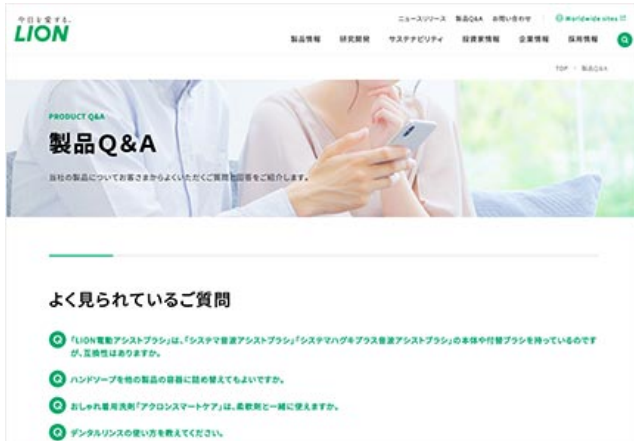 今日を愛する。
LION
ニュースリリース 製品Q&A お問い合わせ Worldwide sites
製品情報 研究開発 サステナビリティ 投資家情報 企業情報 採用情報
TOP 製品Q&A
PRODUCT Q&A
製品Q&A
当社の製品についてお客さまからよくいただくご質問と回答をご紹介します。
よく見られているご質問
Q 「LION電動アシストブラシ」は、「システマ音波アシストブラシ」「システマハグキプラス音波アシストブラシ」の本体や付替ブラシを持っているのです
が、互換性はありますか。
Q ハンドソープを他の製品の容器に詰め替えてもよいですか。
Q おしゃれ着用洗剤「アクロンスマートケア」は、柔軟剤と一緒に使えますか。
Q デンタルリンスの使い方を教えてください。